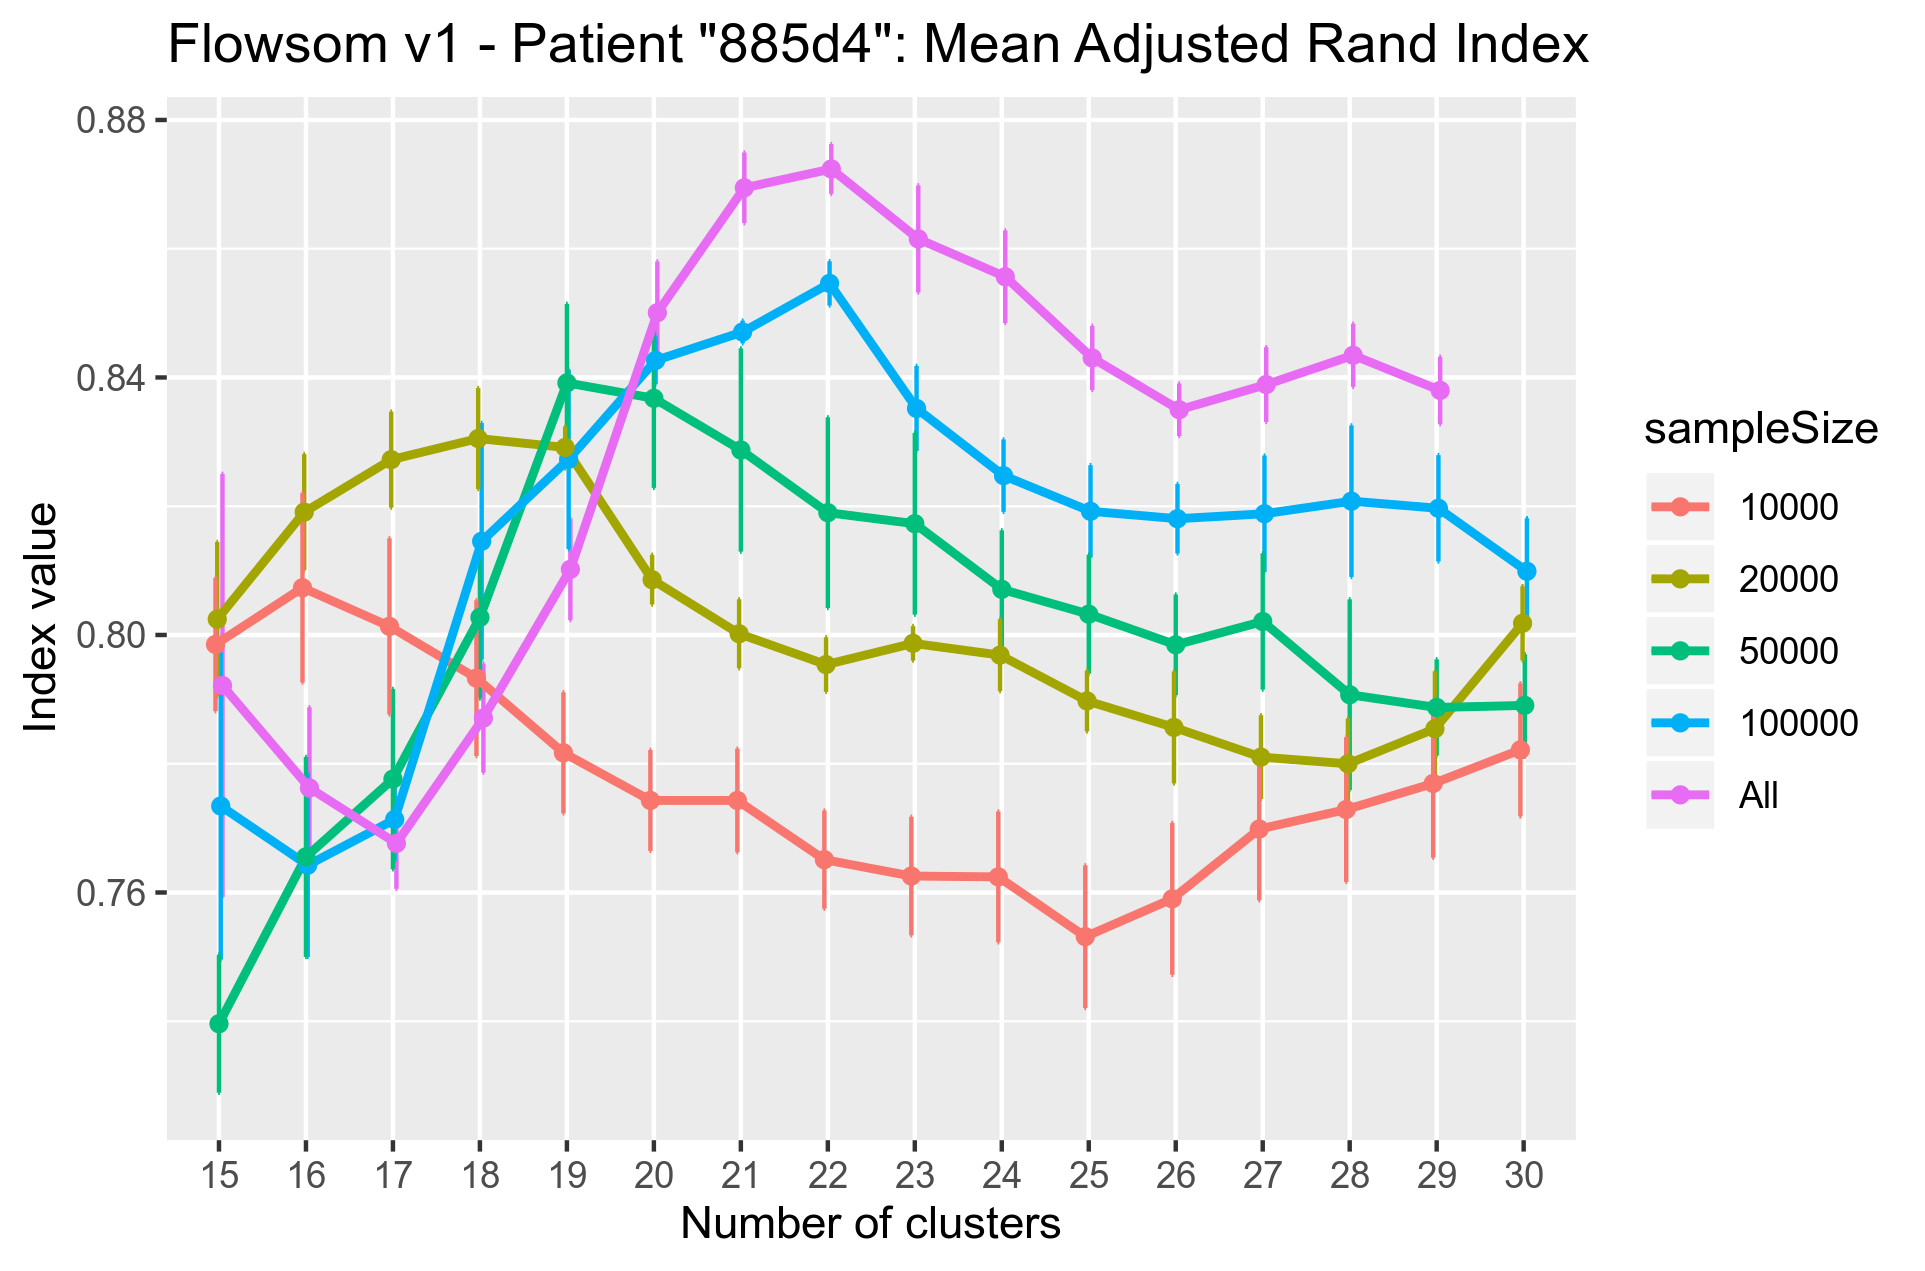 Flowsom v1 - Patient "885d4": Mean Adjusted Rand Index
0.88
0.84
0.80
0.76
Index value
15 16 17 18 19 20 21 22 23 24 25 26 27 28 29 30
Number of clusters
sampleSize
10000
20000
50000
100000
All